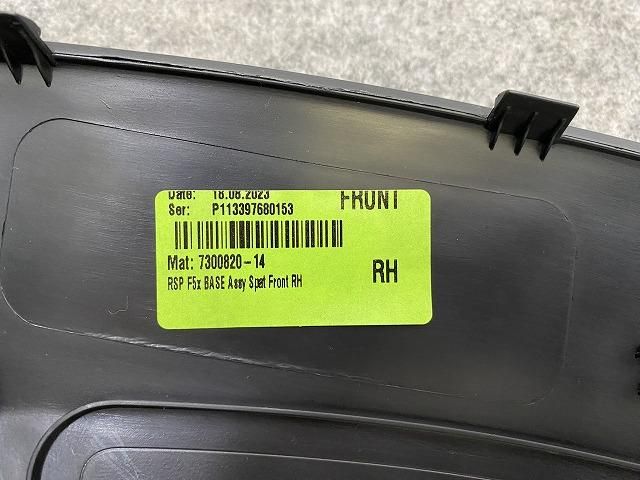 Date: 18.08.2023 FRONT
Ser: P113397680153
Mat: 7300820-14
RH
RSP F5x BASE Assy Spat Front RH